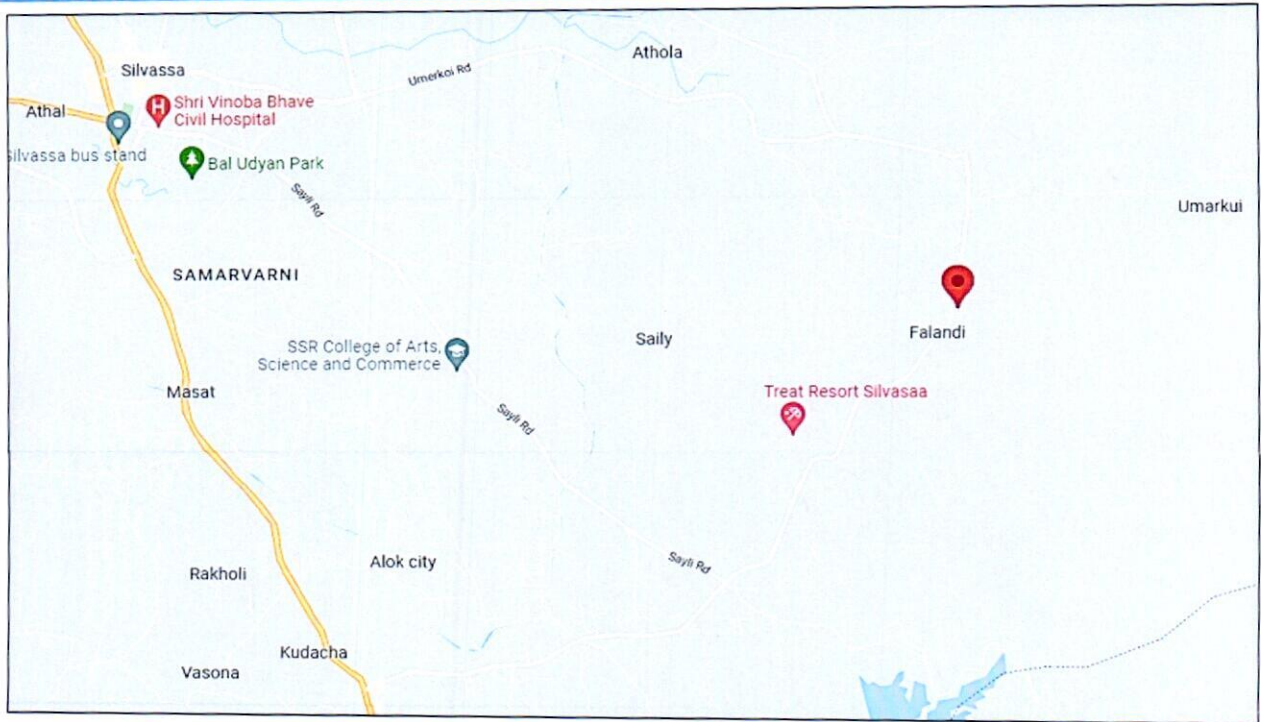 Athola
Silvassa
Umerkoi Rd
Athal
Shri Vinoba Bhave
Civil Hospital
silvassa bus stand
Bal Udyan Park
Sayli Rd
Umarkui
SAMARVARNI
Falandi
SSR College of Arts,
Science and Commerce
Saily
Masat
Treat Resort Silvasaa
Sayli Rd
Alok city
Sayli Rd
Rakholi
Kudacha
Vasona